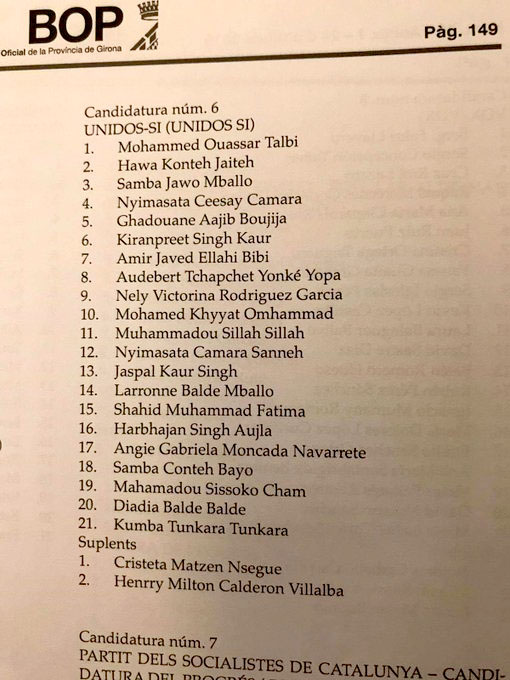 BOP
Oficial de la Província de Girona
Pàg. 149
Candidatura núm. 6
UNIDOS-SI (UNIDOS SI)
1. Mohammed Ouassar Talbi
2. Hawa Konteh Jaiteh
3. Samba Jawo Mballo
4. Nyimasata Ceesay Camara
5. Ghadouane Aajib Boujija
6. Kiranpreet Singh Kaur
7. Amir Javed Ellahi Bibi
8. Audebert Tchapchet Yonké Yopa
9. Nely Victorina Rodriguez Garcia
10. Mohamed Khyyat Omhammad
11. Muhammadou Sillah Sillah
12. Nyimasata Camara Sanneh
13. Jaspal Kaur Singh
14. Larronne Balde Mballo
15. Shahid Muhammad Fatima
16. Harbhajan Singh Aujla
17. Angie Gabriela Moncada Navarrete
18. Samba Conteh Bayo
19. Mahamadou Sissoko Cham
20. Diadia Balde Balde
21. Kumba Tunkara Tunkara
Suplents
1. Cristeta Matzen Nsegue
2. Henrry Milton Calderon Villalba
Candidatura núm. 7
PARTIT DELS SOCIALISTES DE CATALUNYA – CANDI-
DATURA DEL